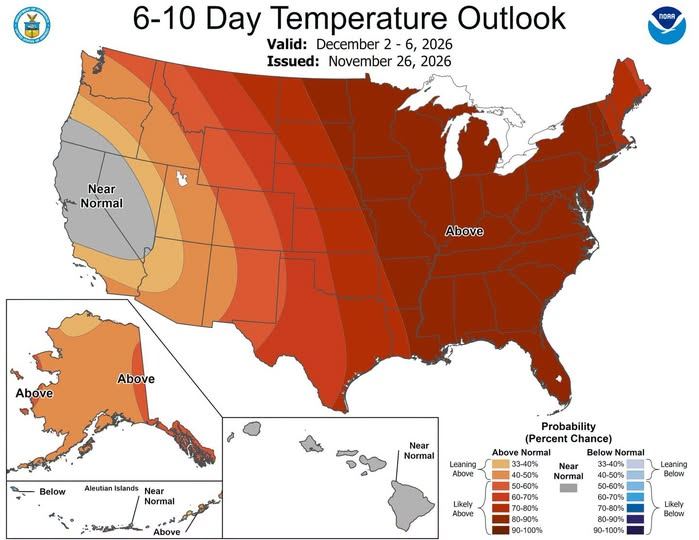 6-10 Day Temperature Outlook
Valid: December 2 - 6, 2026
Issued: November 26, 2026
NOAA
Near
Normal
Above
Above
Above
Below
Aleutian Islands
Near
Normal
Above
Near
Normal
Probability
(Percent Chance)
Above Normal
Below Normal
Leaning
Above
Likely
Above
33-40%
40-50%
50-60%
60-70%
70-80%
80-90%
90-100%
Near
Normal
33-40%
40-50%
50-60%
60-70%
70-80%
80-90%
90-100%
Leaning
Below
Likely
Below